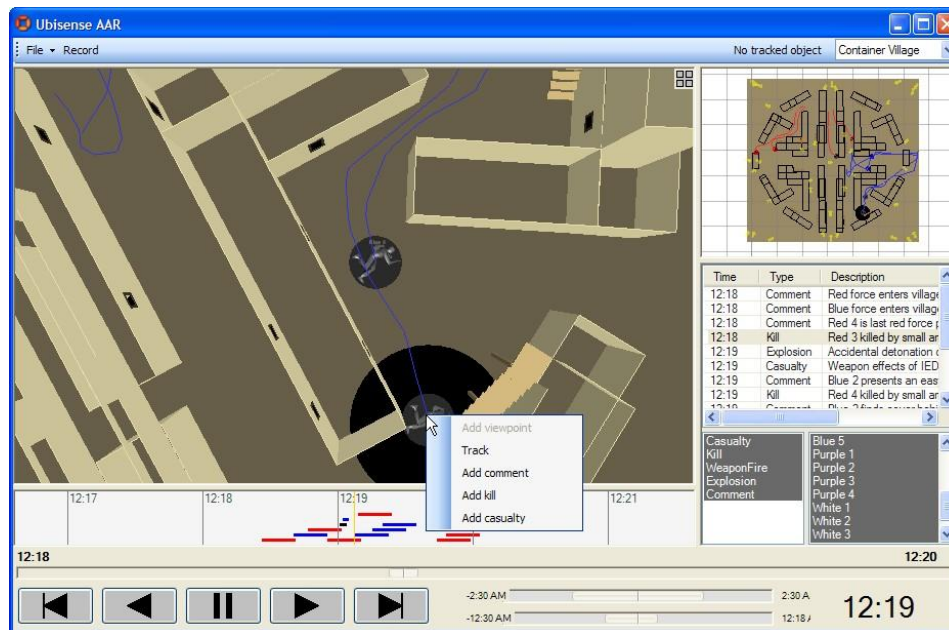 Ubisense AAR
File Record No tracked object Container Village
Time Type Description
12:18 Comment Red force enters village
12:18 Comment Blue force enters village
12:18 Comment Red 4 is last red force
12:18 Kill Red 3 killed by small
12:19 Explosion Accidental detonation
12:19 Casualty Weapon effects of IED
12:19 Comment Blue 2 presents an
12:19 Kill Red 4 killed by small
Add viewpoint
Track
Add comment
Add kill
Add casualty
Casualty Blue 5
Kill Purple 1
WeaponFire Purple 2
Explosion Purple 3
Comment Purple 4
White 1
White 2
White 3
12:17 12:18 12:19 12:21
12:18 12:20
-2:30 AM 2:30 A
-12:30 AM 12:18
12:19